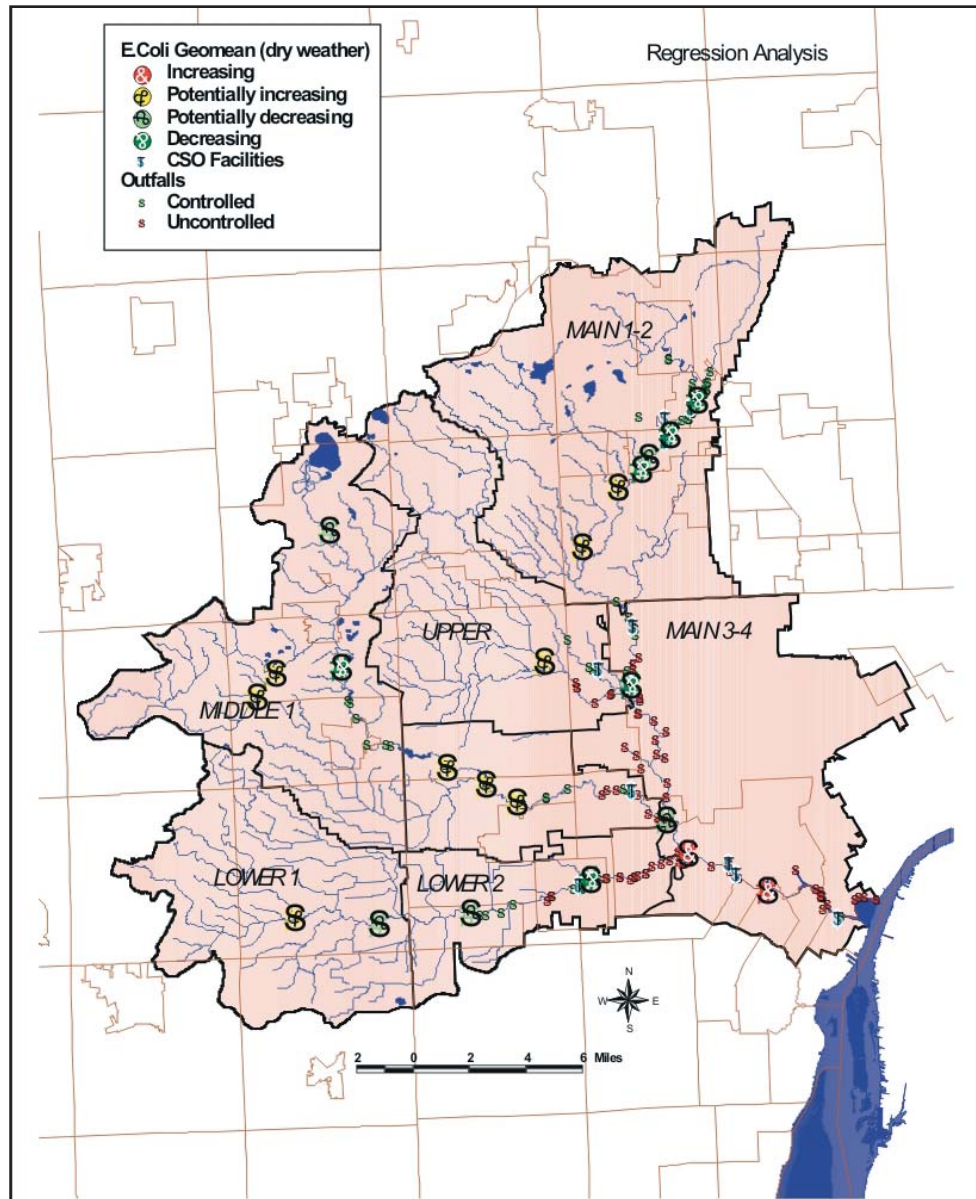 E.Coli Geomean (dry weather)
Increasing
Potentially increasing
Potentially decreasing
Decreasing
CSO Facilities
Outfalls
Controlled
Uncontrolled
Regression Analysis
MAIN 1-2
UPPER
MAIN 3-4
MIDDLE 1
LOWER 1
LOWER 2
N
W E
S
2 0 2 4 6 Miles